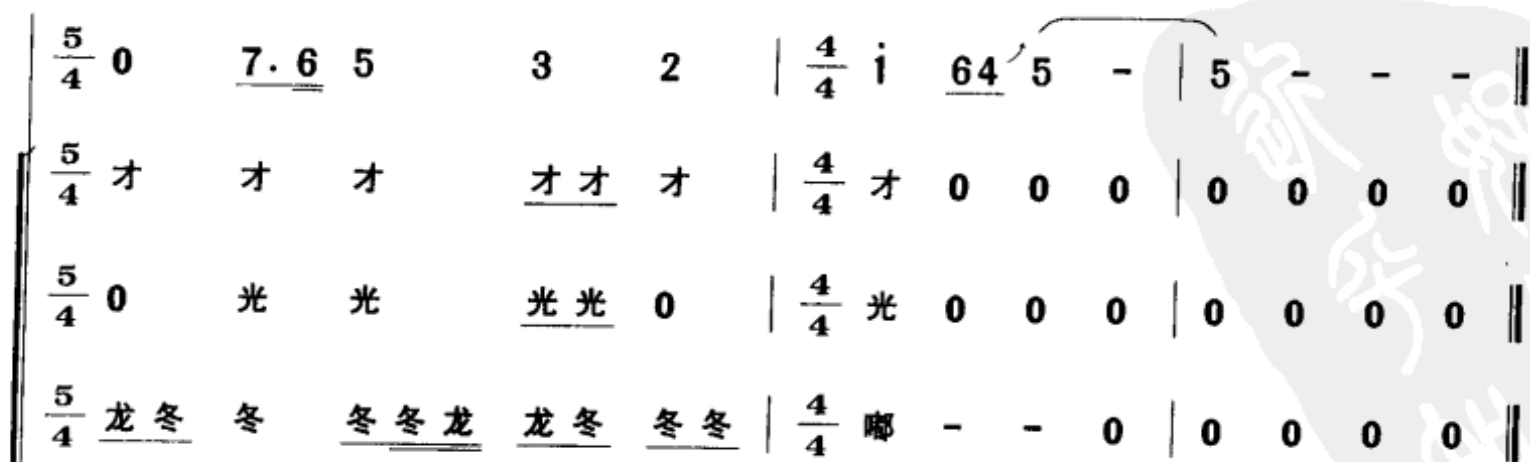 5/4 0 7. 6 5 3 2 | 4/4 i 6 4 5 - | 5 - - - ‖
5/4 才 才 才 才 才 才 | 4/4 才 0 0 0 | 0 0 0 0 ‖
5/4 0 光 光 光 光 0 | 4/4 光 0 0 0 | 0 0 0 0 ‖
5/4 龙 冬 冬 冬 冬 龙 龙 冬 冬 冬 | 4/4 嘟 - - 0 | 0 0 0 0 ‖